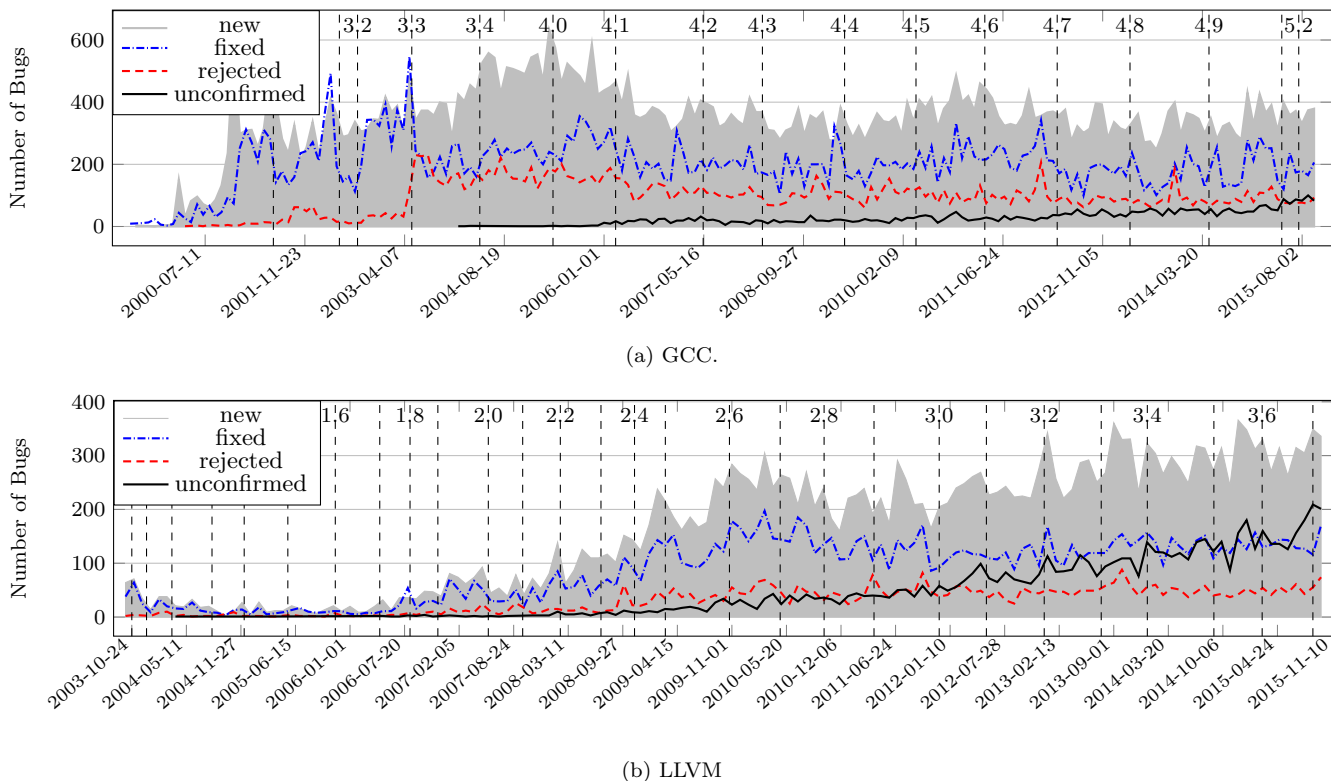 new
fixed
rejected
unconfirmed
3.2 3.3 3.4 4.0 4.1 4.2 4.3 4.4 4.5 4.6 4.7 4.8 4.9 5.2
600
400
200
0
Number of Bugs
2000-07-11 2001-11-23 2003-04-07 2004-08-19 2006-01-01 2007-05-16 2008-09-27 2010-02-09 2011-06-24 2012-11-05 2014-03-20 2015-08-02
(a) GCC.
new
fixed
rejected
unconfirmed
1.6 1.8 2.0 2.2 2.4 2.6 2.8 3.0 3.2 3.4 3.6
400
300
200
100
0
Number of Bugs
2003-10-24 2004-05-11 2004-11-27 2005-06-15 2006-01-01 2006-07-20 2007-02-05 2007-08-24 2008-03-11 2008-09-27 2009-04-15 2009-11-01 2010-05-20 2010-12-06 2011-06-24 2012-01-10 2012-07-28 2013-02-13 2013-09-01 2014-03-20 2014-10-06 2015-04-24 2015-11-10
(b) LLVM